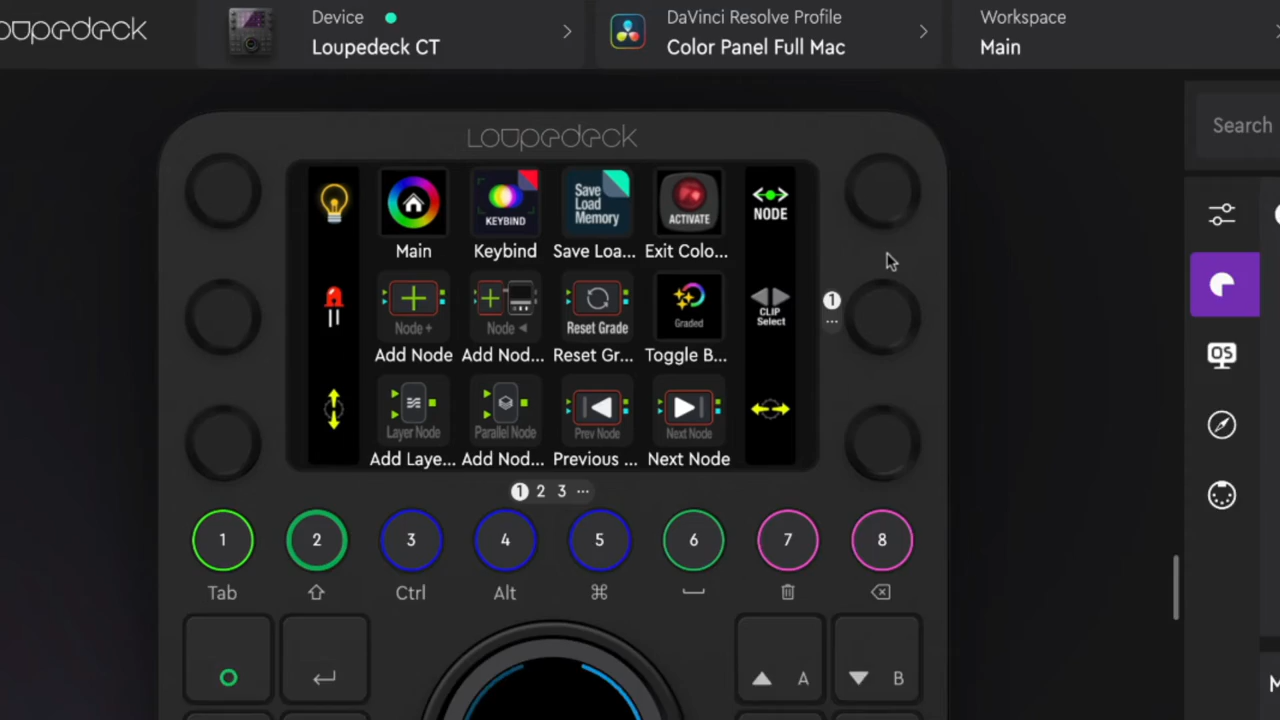 Loupedeck
Device
Loupedeck CT
DaVinci Resolve Profile
Color Panel Full Mac
Workspace
Main
Search
Loupedeck
KEYBIND
Save
Load
Memory
ACTIVATE
NODE
Main
Keybind
Save Loa...
Exit Colo...
Node +
Node
Reset Grade
Graded
CLIP
Select
1
...
Add Node
Add Nod...
Reset Gr...
Toggle B...
Layer Node
Parallel Node
Prev Node
Next Node
Add Laye...
Add Nod...
Previous ...
Next Node
1 2 3 ...
1 2 3 4 5 6 7 8
Tab
Ctrl
Alt
⌘
A
B
OS